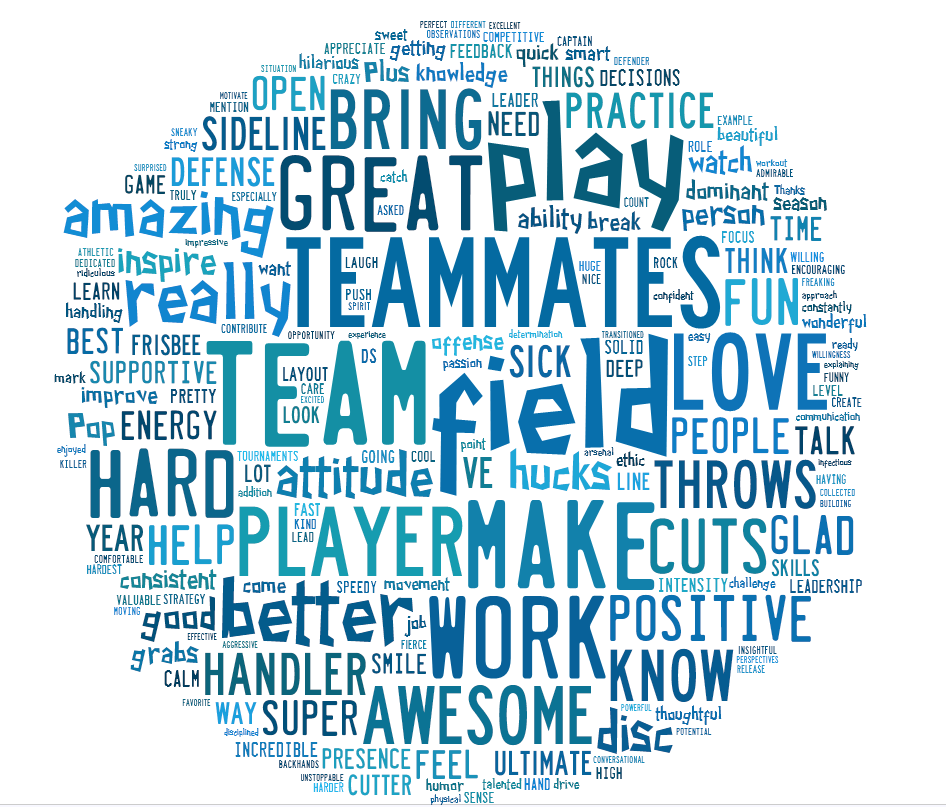 PERFECT DIFFERENT EXCELLENT
sweet OBSERVATIONS COMPETITIVE CAPTAIN
APPRECIATE getting FEEDBACK quick smart DEFENDER
SITUATION hilarious CRAZY Plus knowledge THINGS DECISIONS
MOTIVATE MENTION OPEN BRING LEADER NEED PRACTICE EXAMPLE
SNEAKY strong SIDELINE play beautiful
SURPRISED DEFENSE GREAT catch ROLE watch workout ADMIRABLE
GAME TRULY ESPECIALLY ASKED COUNT dominant Thanks season
amazing ability break person TIME
impressive FOCUS
ATHLETIC DEDICATED ridiculous inspire want TEAMMATES LAUGH HUGE NICE ROCK THINK WILLING ENCOURAGING
LEARN handling really PUSH SPIRIT confident FUN FREAKING approach constantly
CONTRIBUTE wonderful
OPPORTUNITY experience determination TRANSITIONED
BEST FRISBEE TEAM DS offense SICK SOLID DEEP easy LOVE ready WILLINGNESS explaining
mark SUPPORTIVE LAYOUT passion field STEP FUNNY LEVEL
improve PRETTY CARE EXCITED LOOK CREATE
Pop ENERGY point PEOPLE TALK communication
enjoyed KILLER HARD TOURNAMENTS GOING COOL arsenal ethic infectious
LOT addition attitude VE hucks LINE THROWS HAVING COLLECTED BUILDING
FAST KIND LEAD
YEAR HELP PLAYER MAKE CUTS GLAD
COMFORTABLE HARDEST SKILLS
consistent come SPEEDY movement INTENSITY challenge LEADERSHIP
VALUABLE STRATEGY MOVING good better job WORK POSITIVE
EFFECTIVE AGGRESSIVE FIERCE
grabs CALM HANDLER SMILE KNOW INSIGHTFUL PERSPECTIVES RELEASE
FAVORITE WAY disciplined SUPER AWESOME POWERFUL disc thoughtful POTENTIAL
INCREDIBLE BACKHANDS PRESENCE FEEL ULTIMATE CONVERSATIONAL HIGH
UNSTOPPABLE HARDER CUTTER humor talented HAND drive
physical SENSE